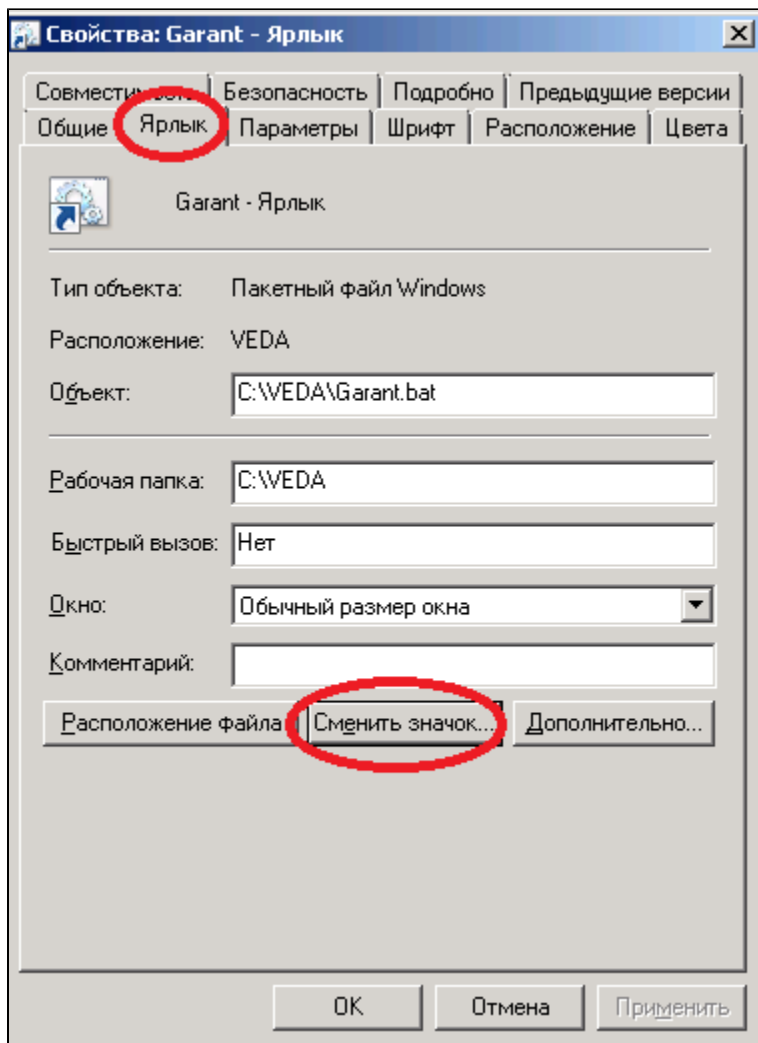 Свойства: Garant - Ярлык
Безопасность Подробно Предыдущие версии
Общие Ярлык Параметры Шрифт Расположение Цвета
Garant - Ярлык
Тип объекта: Пакетный файл Windows
Расположение: VEDA
Объект: C:\VEDA\Garant.bat
Рабочая папка: C:\VEDA
Быстрый вызов: Нет
Окно: Обычный размер окна
Комментарий:
Расположение файла Сменить значок... Дополнительно...
OK Отмена Применить